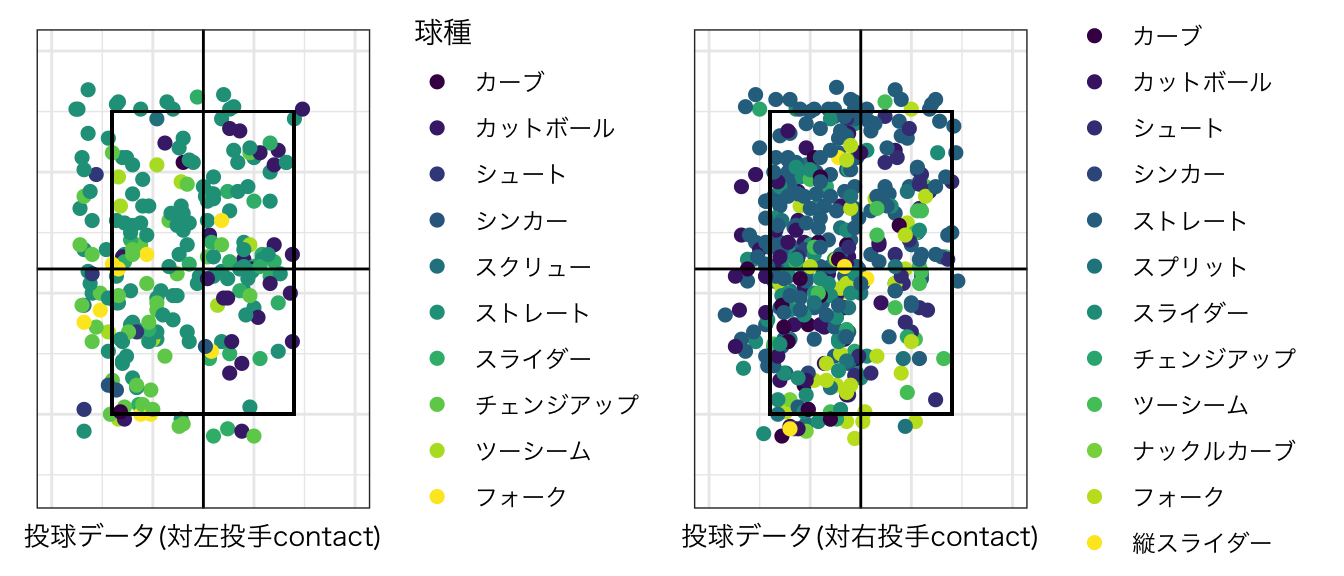 球種
カーブ
カットボール
シュート
シンカー
スクリュー
ストレート
スライダー
チェンジアップ
ツーシーム
フォーク
投球データ(対左投手contact)
カーブ
カットボール
シュート
シンカー
ストレート
スプリット
スライダー
チェンジアップ
ツーシーム
ナックルカーブ
フォーク
縦スライダー
投球データ(対右投手contact)